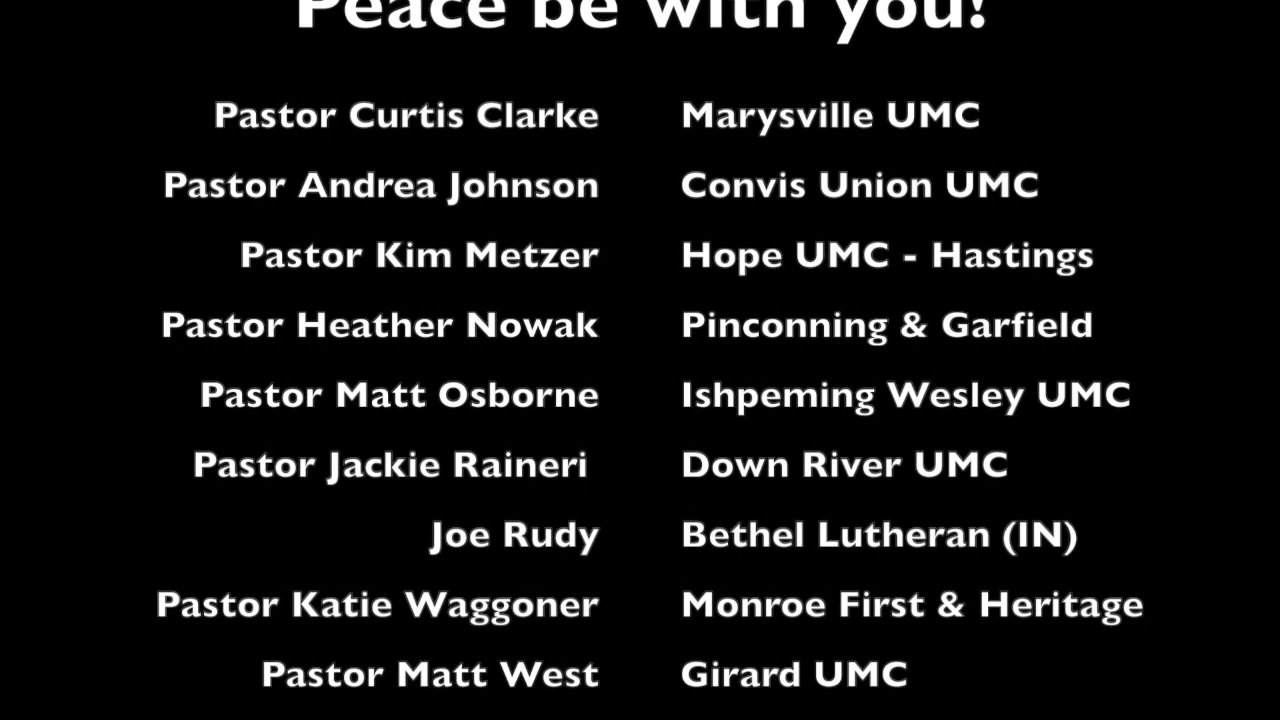 Peace be with you!
Pastor Curtis Clarke Marysville UMC
Pastor Andrea Johnson Convis Union UMC
Pastor Kim Metzer Hope UMC - Hastings
Pastor Heather Nowak Pinconning & Garfield
Pastor Matt Osborne Ishpeming Wesley UMC
Pastor Jackie Raineri Down River UMC
Joe Rudy Bethel Lutheran (IN)
Pastor Katie Waggoner Monroe First & Heritage
Pastor Matt West Girard UMC